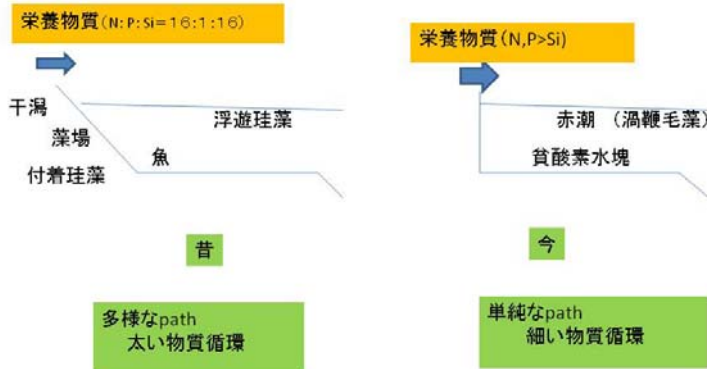 栄養物質(N:P:Si=16:1:16)
干潟
藻場
付着珪藻
魚
浮遊珪藻
昔
多様なpath
太い物質循環
栄養物質(N,P>Si)
赤潮 (渦鞭毛藻)
貧酸素水塊
今
単純なpath
細い物質循環